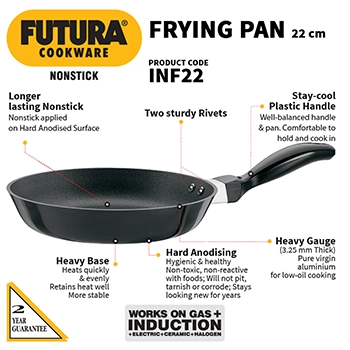 FUTURA®
COOKWARE
NONSTICK
FRYING PAN 22 cm
PRODUCT CODE
INF22
Longer
lasting Nonstick
Nonstick applied
on Hard Anodised Surface
Two sturdy Rivets
Stay-cool
Plastic Handle
Well-balanced handle
& pan. Comfortable to
hold and cook in
Heavy Base
Heats quickly
& evenly
Retains heat well
More stable
Hard Anodising
Hygienic & healthy
Non-toxic, non-reactive
with foods; Will not pit,
tarnish or corrode; Stays
looking new for years
Heavy Gauge
(3.25 mm Thick)
Pure virgin
aluminium
for low-oil cooking
2
YEAR
GUARANTEE
WORKS ON GAS +
INDUCTION
+ELECTRIC+CERAMIC+HALOGEN